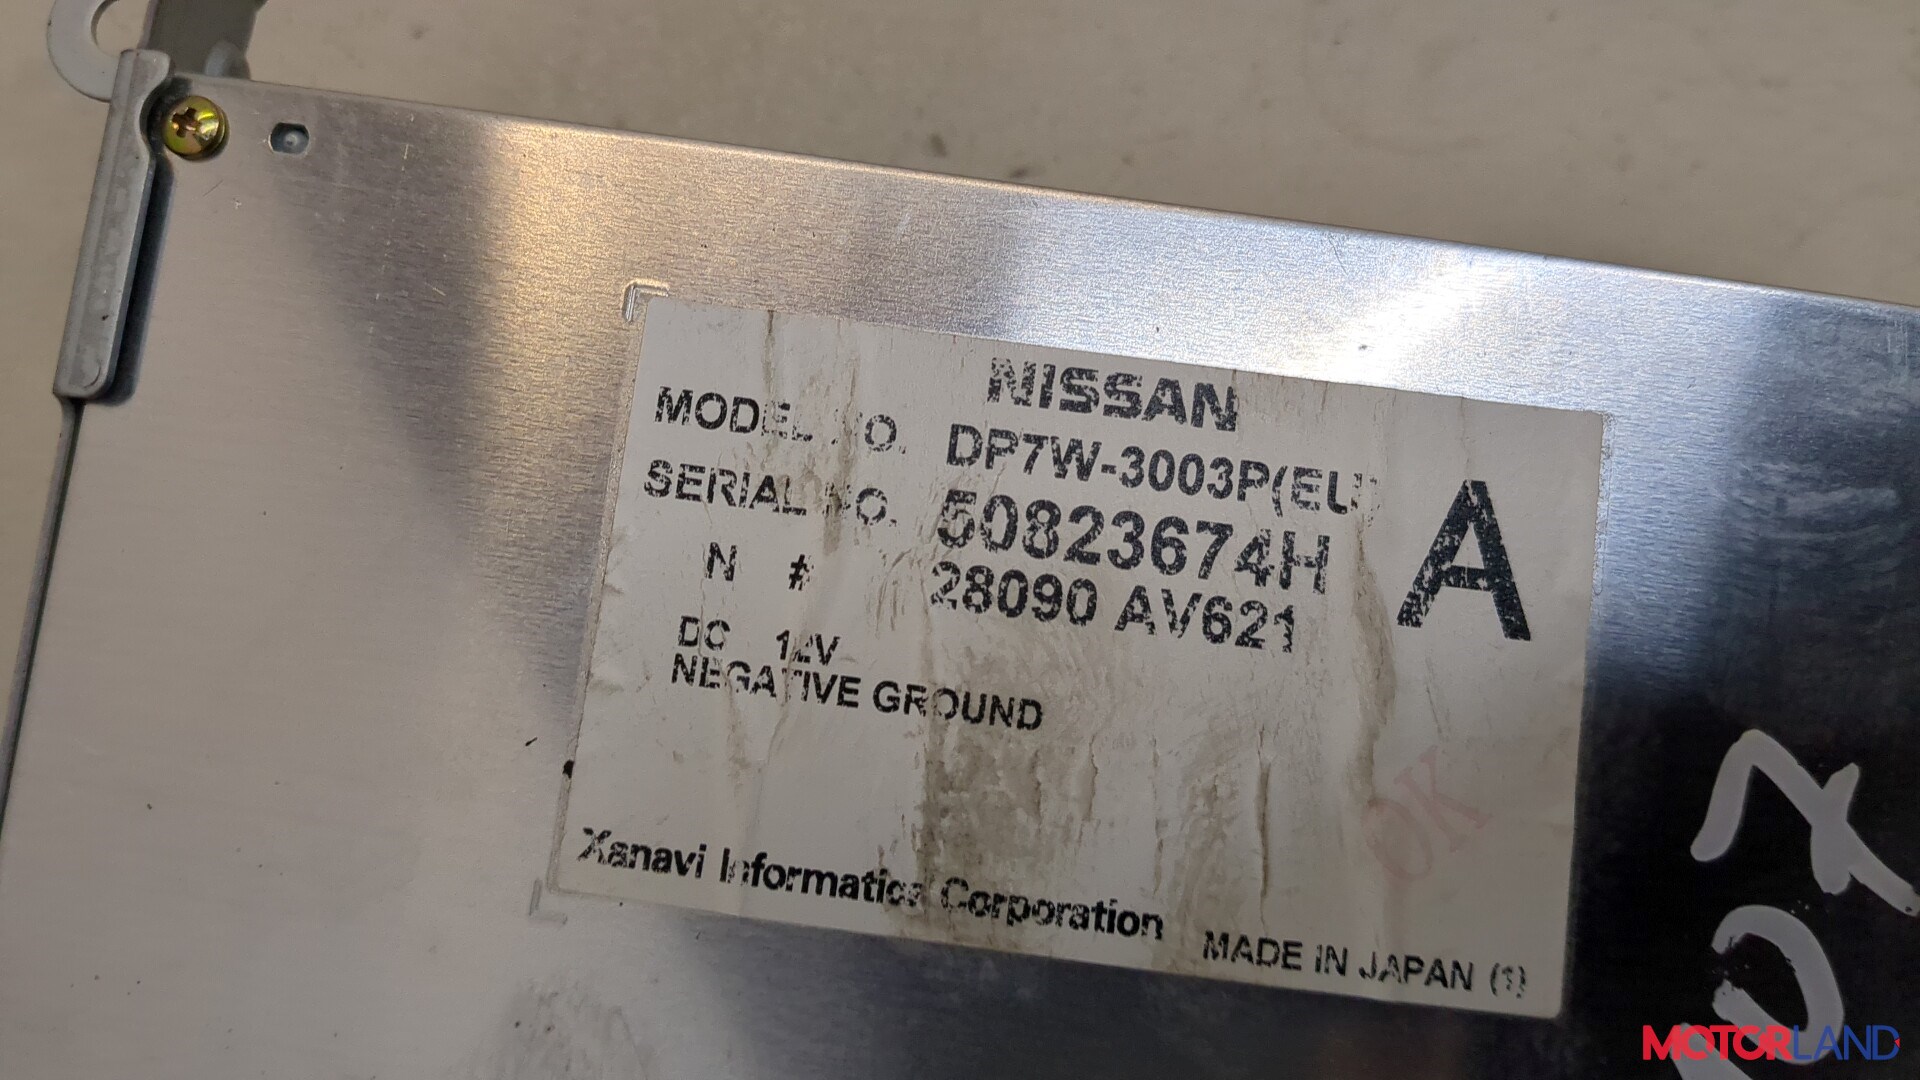 NISSAN
MODEL NO. DP7W-3003P(EU)
SERIAL NO. 50823674H
N # 28090 AV621
A
DC 12V
NEGATIVE GROUND
OK
Xanavi Informatics Corporation
MADE IN JAPAN (1)
MOTORLAND